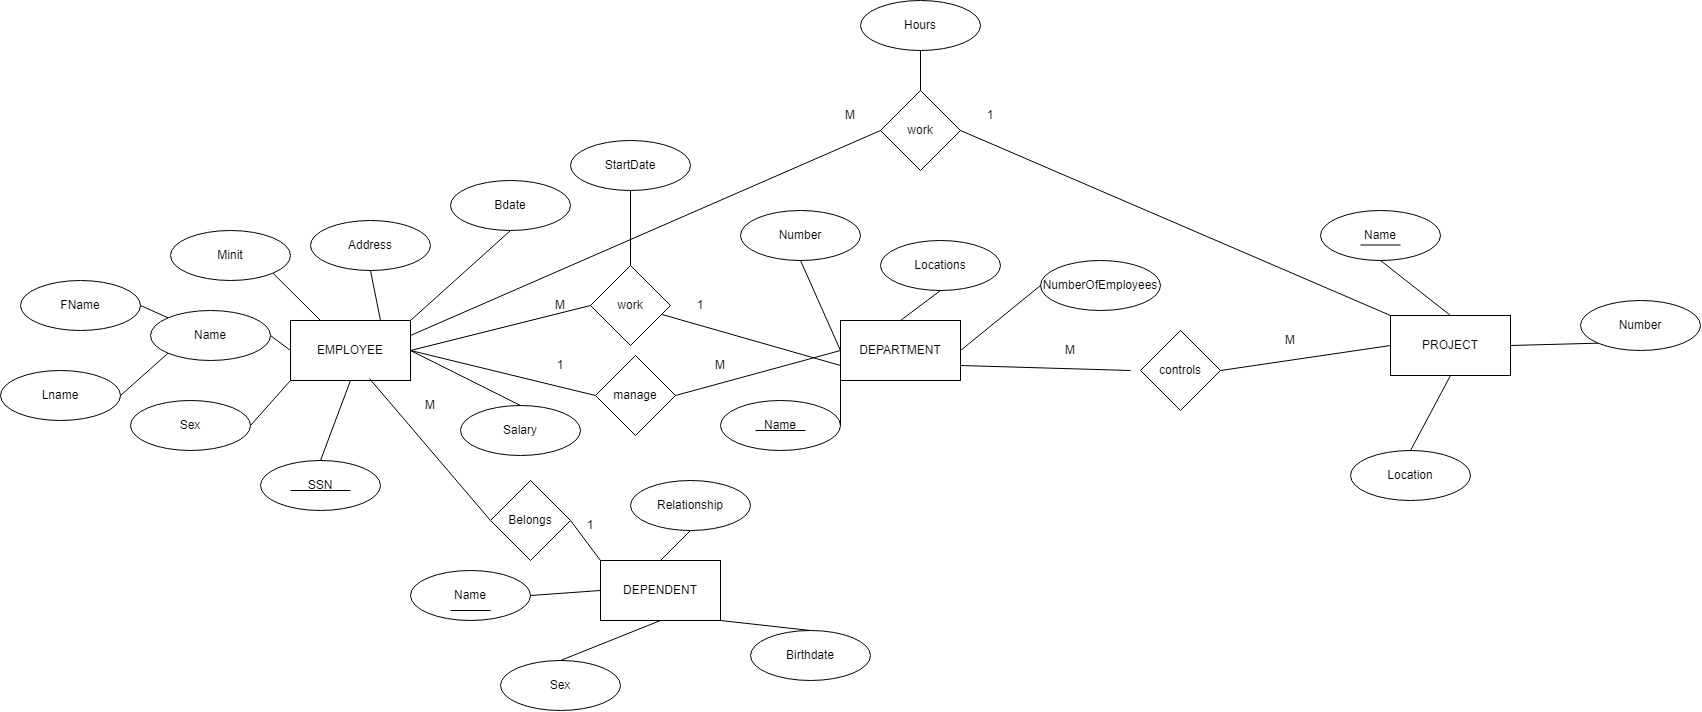 Hours
M
1
work
StartDate
Bdate
Minit
Address
Number
Name
Locations
NumberOfEmployees
FName
Name
M
work
1
Number
EMPLOYEE
DEPARTMENT
M
M
PROJECT
1
M
controls
Lname
manage
Sex
M
Salary
Name
SSN
Location
Relationship
Belongs
1
Name
DEPENDENT
Sex
Birthdate